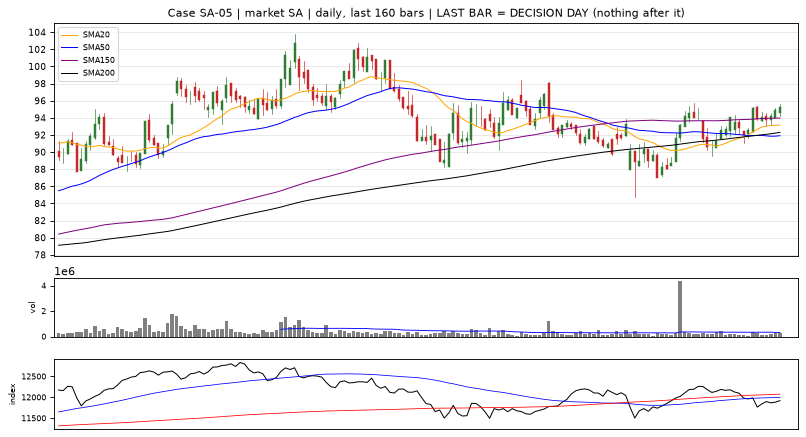 Case SA-05 | market SA | daily, last 160 bars | LAST BAR = DECISION DAY (nothing after it)
SMA20
SMA50
SMA150
SMA200
104
102
100
98
96
94
92
90
88
86
84
82
80
78
1e6
4
2
0
vol
12500
12000
11500
index